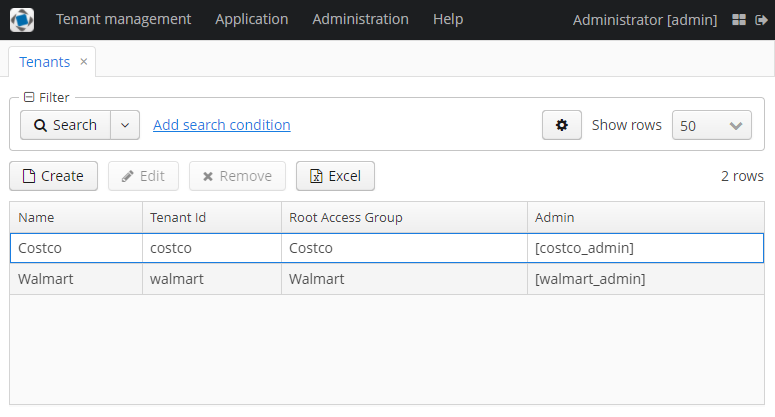 Tenant management Application Administration Help Administrator [admin]
Tenants ×
Filter
Search Add search condition Show rows 50
Create Edit Remove Excel 2 rows
Name Tenant Id Root Access Group Admin
Costco costco Costco [costco_admin]
Walmart walmart Walmart [walmart_admin]